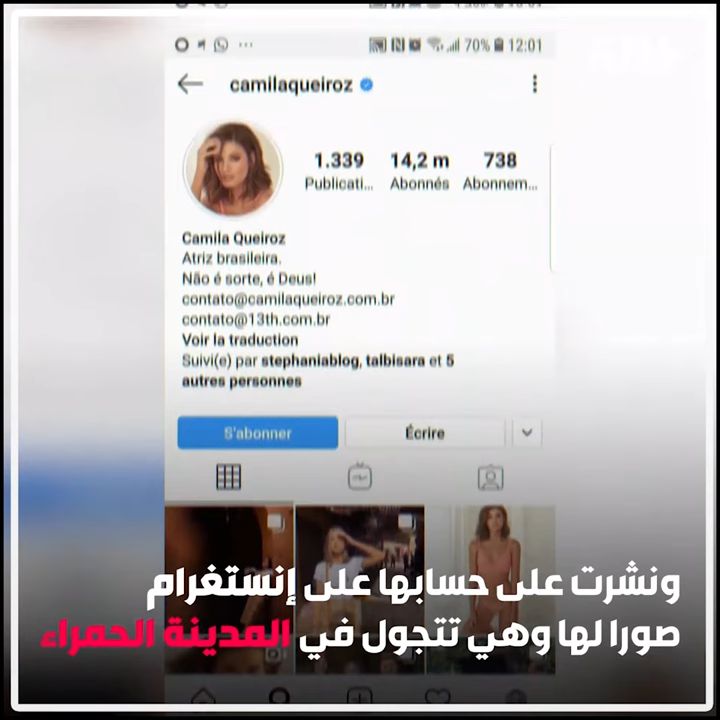 70% 12:01
camilaqueiroz
1.339 14,2 m 738
Publicati... Abonnés Abonnem...
Camila Queiroz
Atriz brasileira.
Não é sorte, é Deus!
contato@camilaqueiroz.com.br
contato@13th.com.br
Voir la traduction
Suivi(e) par stephaniablog, talbisara et 5
autres personnes
S'abonner Écrire
ونشرت على حسابها على إنستغرام
صورا لها وهي تتجول في المدينة الحمراء